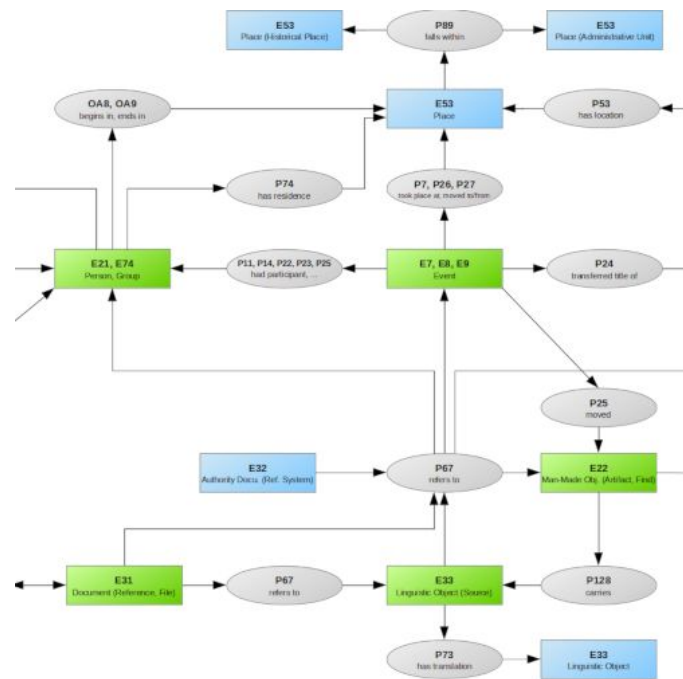 E53
Place (Historical Place)
P89
falls within
E53
Place (Administrative Unit)
OA8, OA9
begins in, ends in
E53
Place
P53
has location
P74
has residence
P7, P26, P27
took place at, moved to/from
E21, E74
Person, Group
P11, P14, P22, P23, P25
had participant, ...
E7, E8, E9
Event
P24
transferred title of
P25
moved
E32
Authority Docu. (Ref. System)
P67
refers to
E22
Man-Made Obj. (Artifact, Find)
E31
Document (Reference, File)
P67
refers to
E33
Linguistic Object (Source)
P128
carries
P73
has translation
E33
Linguistic Object